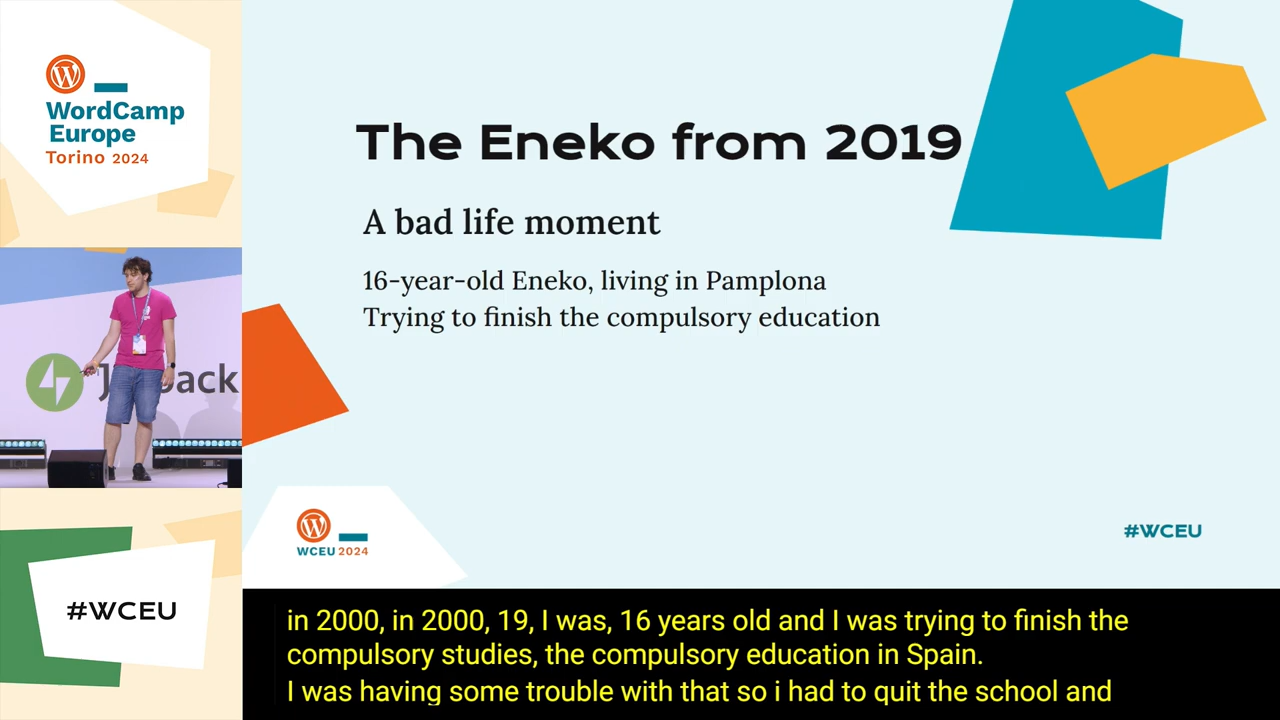 WordCamp
Europe
Torino 2024
The Eneko from 2019
A bad life moment
16-year-old Eneko, living in Pamplona
Trying to finish the compulsory education
WCEU 2024
#WCEU
#WCEU
in 2000, in 2000, 19, I was, 16 years old and I was trying to finish the
compulsory studies, the compulsory education in Spain.
I was having some trouble with that so i had to quit the school and